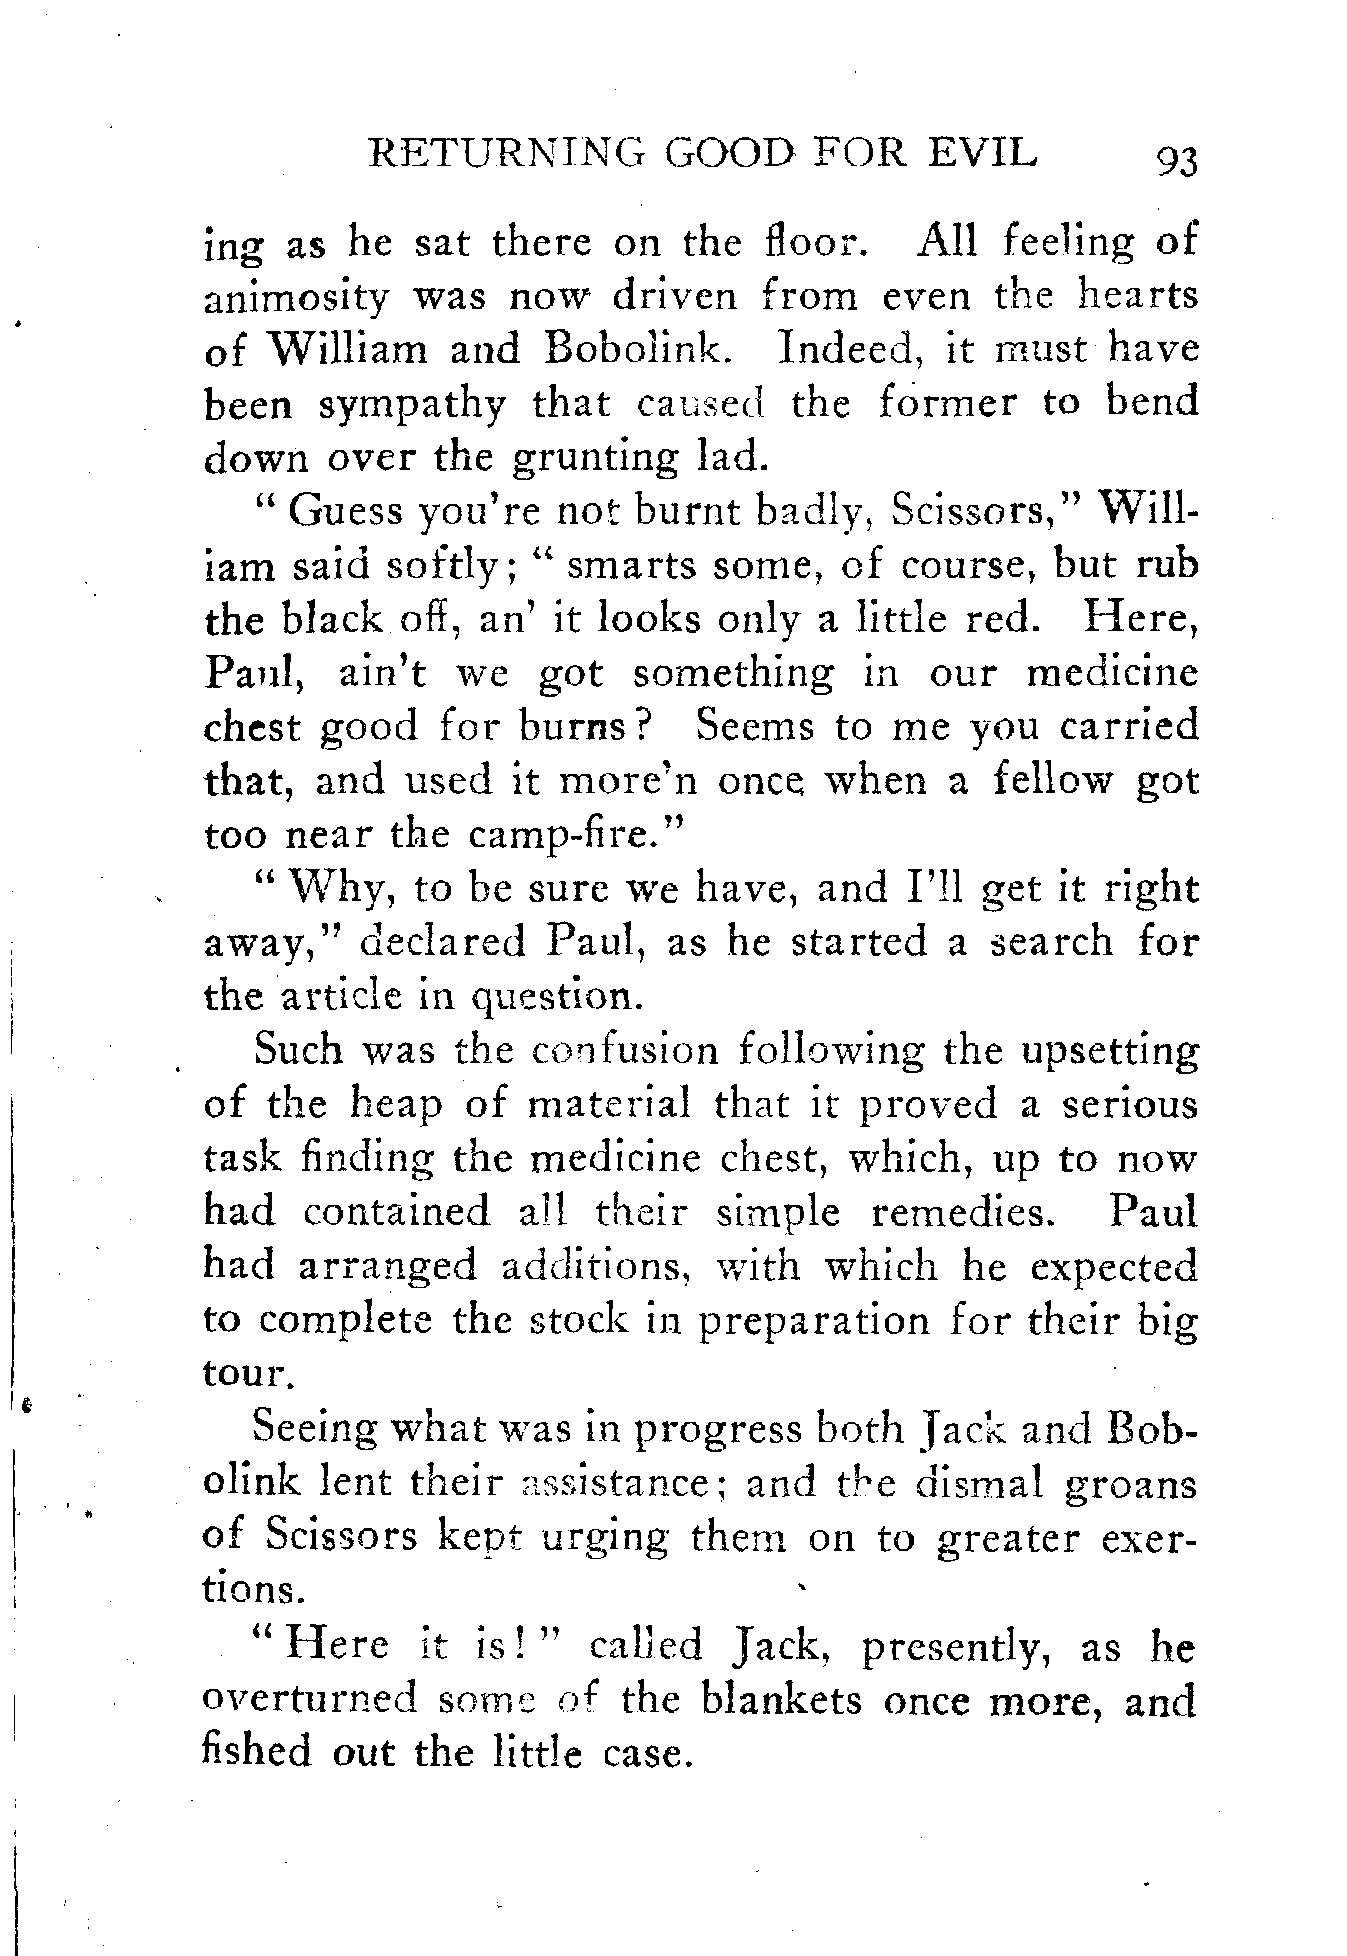 RETURNING GOOD FOR EVIL 93
ing as he sat there on the floor. All feeling of
animosity was now driven from even the hearts
of William and Bobolink. Indeed, it must have
been sympathy that caused the former to bend
down over the grunting lad.
" Guess you're not burnt badly, Scissors," Will-
iam said softly; " smarts some, of course, but rub
the black off, an' it looks only a little red. Here,
Paul, ain't we got something in our medicine
chest good for burns? Seems to me you carried
that, and used it more'n once when a fellow got
too near the camp-fire."
" Why, to be sure we have, and I'll get it right
away," declared Paul, as he started a search for
the article in question.
Such was the confusion following the upsetting
of the heap of material that it proved a serious
task finding the medicine chest, which, up to now
had contained all their simple remedies. Paul
had arranged additions, with which he expected
to complete the stock in preparation for their big
tour.
Seeing what was in progress both Jack and Bob-
olink lent their assistance; and the dismal groans
of Scissors kept urging them on to greater exer-
tions.
" Here it is! " called Jack, presently, as he
overturned some of the blankets once more, and
fished out the little case.